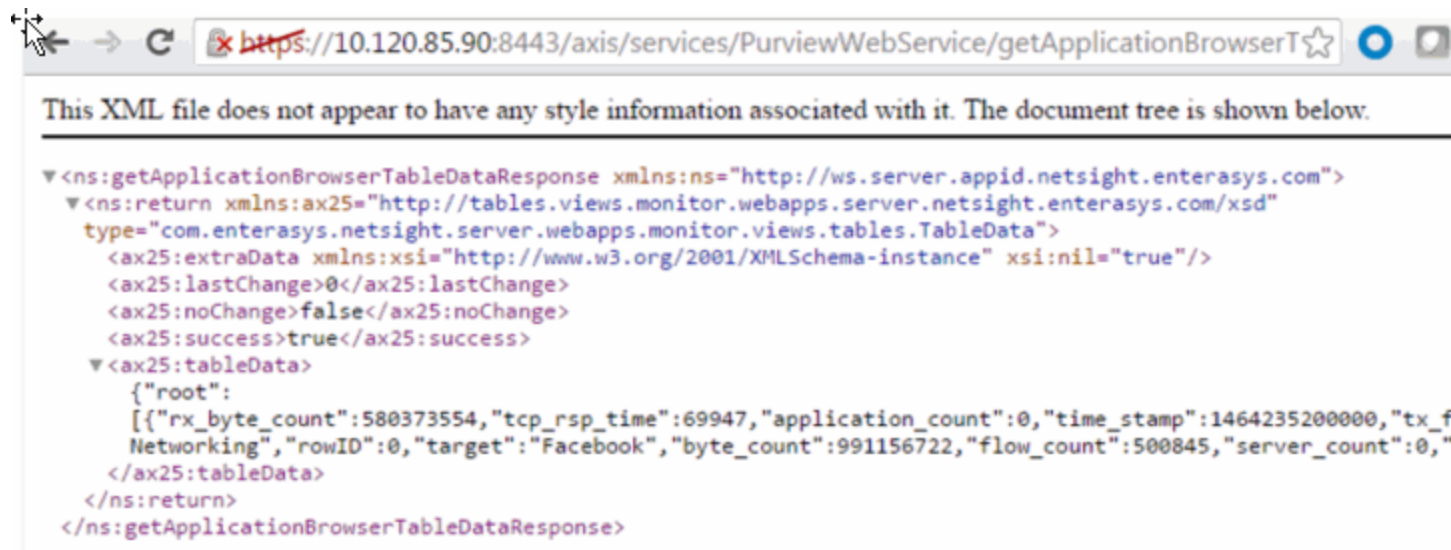 https://10.120.85.90:8443/axis/services/PurviewWebService/getApplicationBrowserT
This XML file does not appear to have any style information associated with it. The document tree is shown below.
▼<ns:getApplicationBrowserTableDataResponse xmlns:ns="http://ws.server.appid.netsight.enterasys.com">
▼<ns:return xmlns:ax25="http://tables.views.monitor.webapps.server.netsight.enterasys.com/xsd"
type="com.enterasys.netsight.server.webapps.monitor.views.tables.TableData">
<ax25:extraData xmlns:xsi="http://www.w3.org/2001/XMLSchema-instance" xsi:nil="true"/>
<ax25:lastChange>0</ax25:lastChange>
<ax25:noChange>false</ax25:noChange>
<ax25:success>true</ax25:success>
▼<ax25:tableData>
{"root":
[{"rx_byte_count":580373554,"tcp_rsp_time":69947,"application_count":0,"time_stamp":1464235200000,"tx_f
Networking","rowID":0,"target":"Facebook","byte_count":991156722,"flow_count":500845,"server_count":0,"
</ax25:tableData>
</ns:return>
</ns:getApplicationBrowserTableDataResponse>